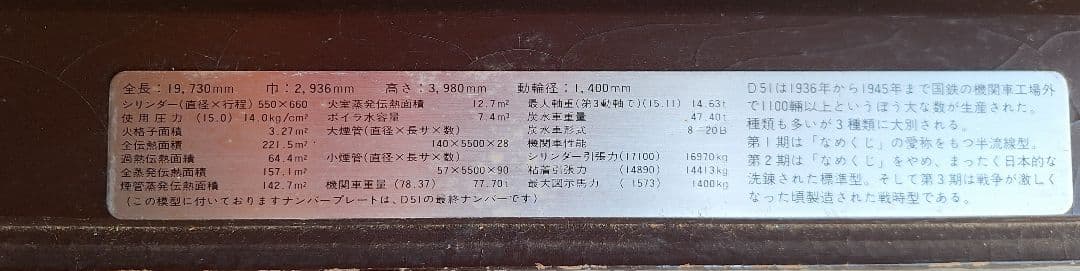 全長：19,730mm　巾：2,936mm　高さ：3,980mm　動輪径：1,400mm
シリンダー(直径×行程) 550×660　火室蒸発伝熱面積　12.7m²　最大軸重(第3動軸で)(15.11) 14.63t
使用圧力 (15.0) 14.0kg/cm²　ボイラ水容量　7.4m³　炭水車重量　47.40t
火格子面積　3.27m²　大煙管(直径×長サ×数)　炭水車形式　8-20B
全伝熱面積　221.5m²　140×5500×28　機関車性能
過熱伝熱面積　64.4m²　小煙管(直径×長サ×数)　シリンダー引張力(17100)　16970kg
全蒸発伝熱面積　157.1m²　57×5500×90　粘着引張力　(14890)　14413kg
煙管蒸発伝熱面積　142.7m²　機関車重量 (78.37)　77.70t　最大図示馬力　(1573)　1400kg
(この模型に付いておりますナンバープレートは、D51の最終ナンバーです)
D51は1936年から1945年まで国鉄の機関車工場外
で1100輌以上というぼう大な数が生産された。
種類も多いが3種類に大別される。
第1期は「なめくじ」の愛称をもつ半流線型。
第2期は「なめくじ」をやめ、まったく日本的な
洗錬された標準型。そして第3期は戦争が激しく
なった頃製造された戦時型である。